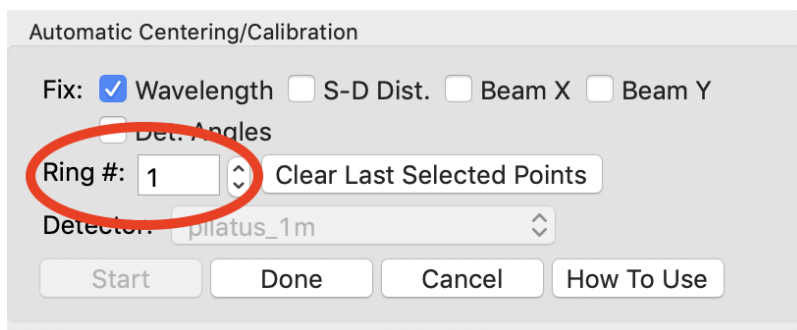 Automatic Centering/Calibration
Fix: Wavelength S-D Dist. Beam X Beam Y
Det. Angles
Ring #: 1 Clear Last Selected Points
Detector: pilatus_1m
Start Done Cancel How To Use